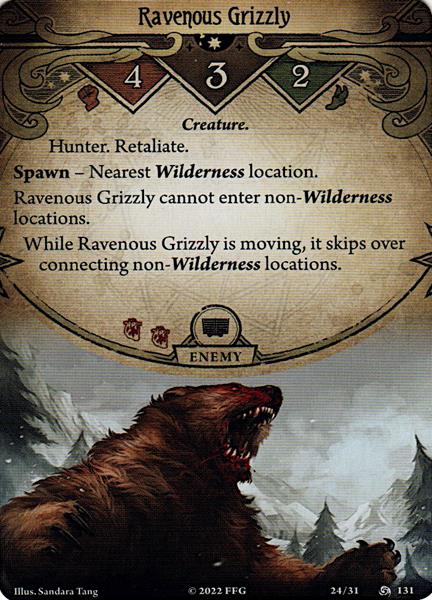 Ravenous Grizzly
4 3 2
Creature.
Hunter. Retaliate.
Spawn – Nearest Wilderness location.
Ravenous Grizzly cannot enter non-Wilderness
locations.
While Ravenous Grizzly is moving, it skips over
connecting non-Wilderness locations.
ENEMY
Illus. Sandara Tang © 2022 FFG 24/31 131